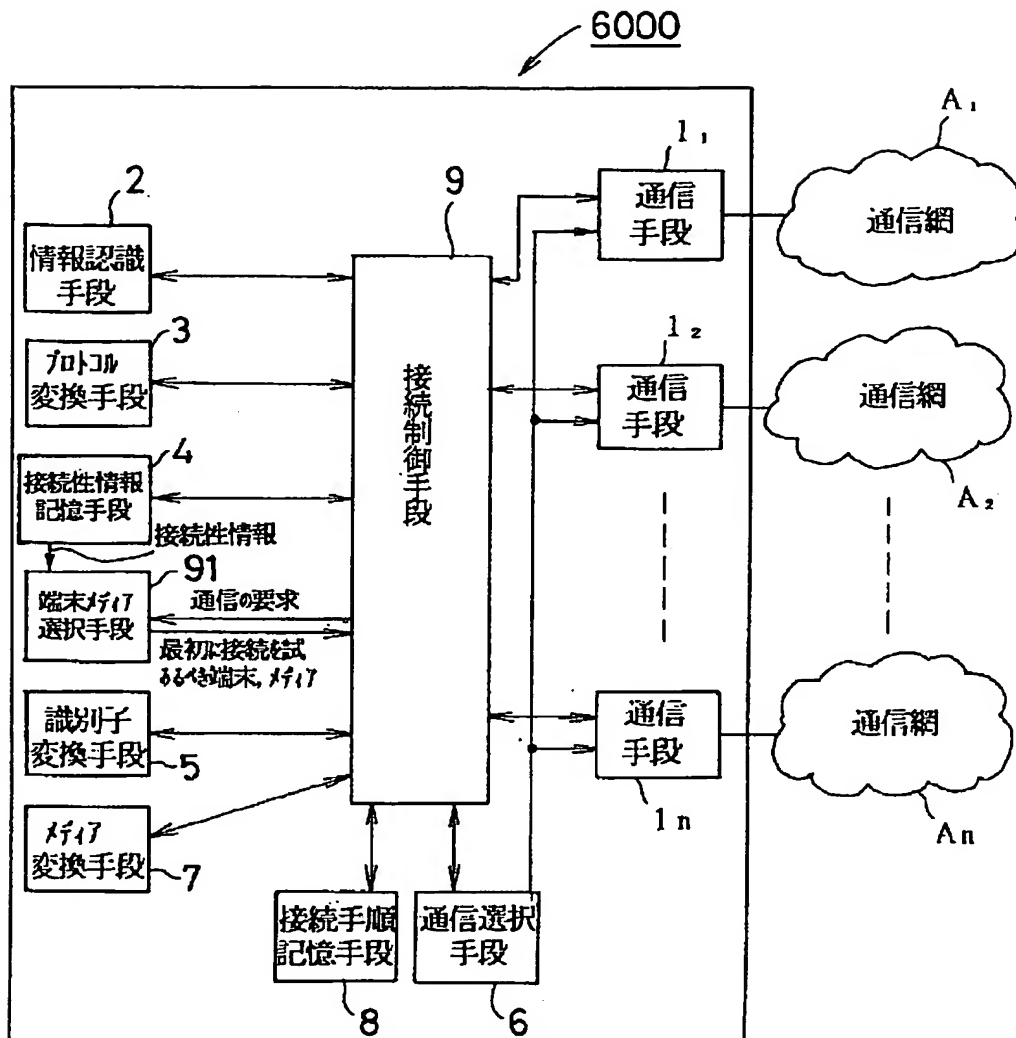 6000
A₁
1₁
通信
手段
通信網
2
9
情報認識
手段
3
1₂
プロトコル
変換手段
接続制御手段
通信
手段
通信網
4
接続性情報
記憶手段
A₂
接続性情報
91
端末メディア
選択手段
通信の要求
最初に接続を試
みるべき端末,メディア
識別子
変換手段
5
通信
手段
通信網
メディア
変換手段
7
1n
An
接続手順
記憶手段
通信選択
手段
8
6